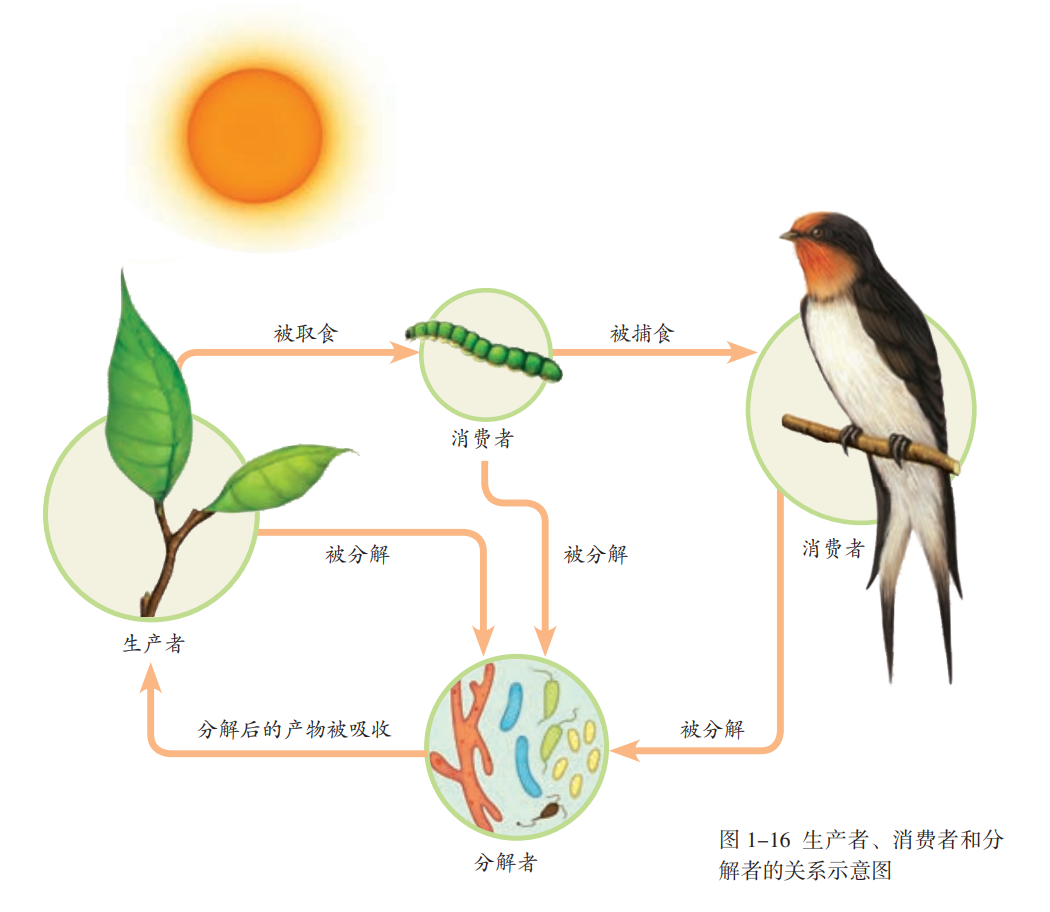 被取食
被捕食
消费者
被分解
被分解
消费者
生产者
分解后的产物被吸收
被分解
分解者
图 1-16 生产者、消费者和分
解者的关系示意图